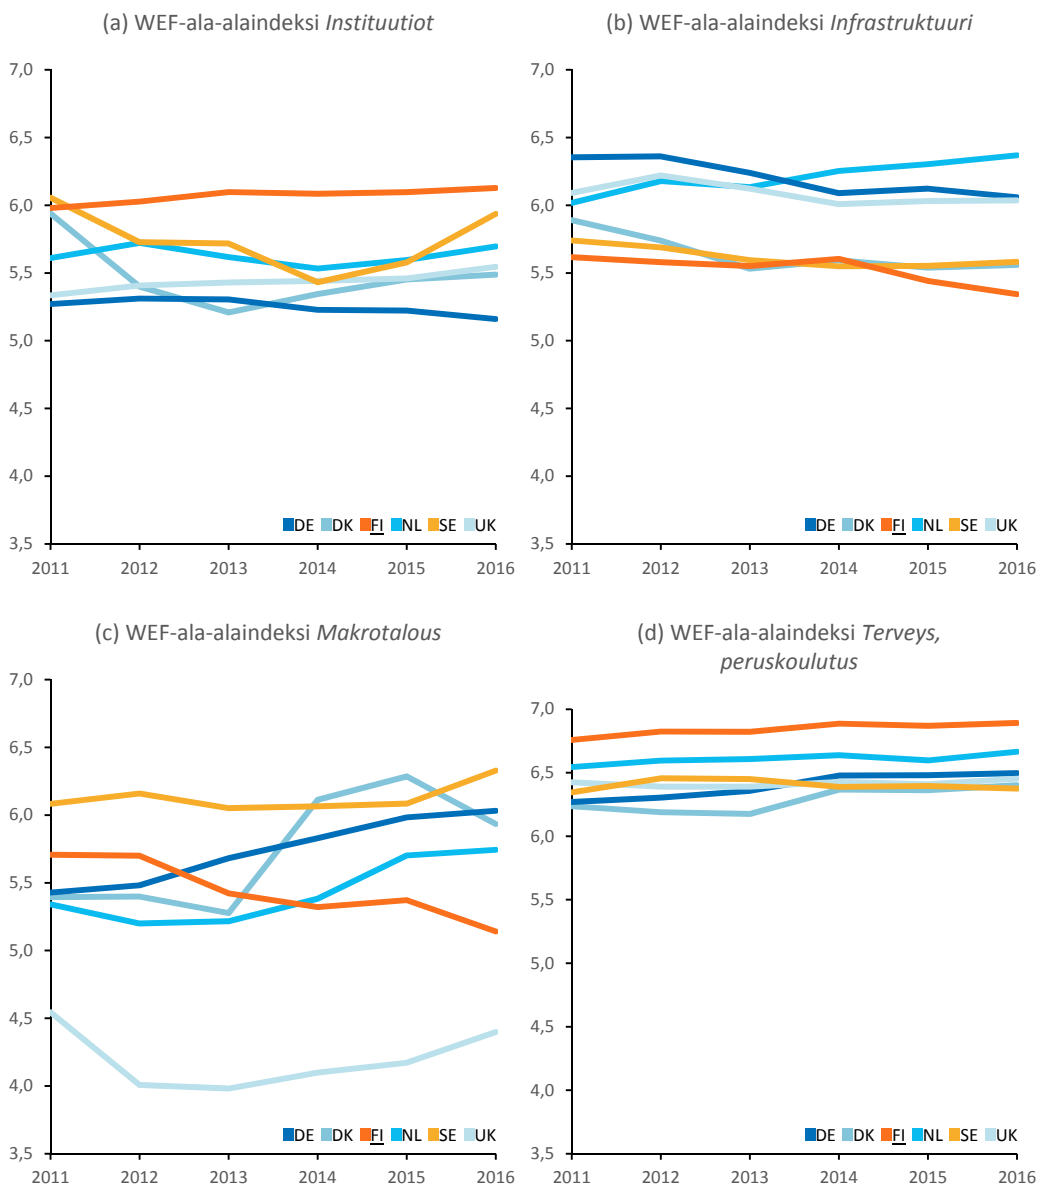 (a) WEF-ala-alaindeksi Instituutiot
7,0
6,5
6,0
5,5
5,0
4,5
4,0
3,5
DE DK FI NL SE UK
2011 2012 2013 2014 2015 2016
(b) WEF-ala-alaindeksi Infrastruktuuri
7,0
6,5
6,0
5,5
5,0
4,5
4,0
3,5
DE DK FI NL SE UK
2011 2012 2013 2014 2015 2016
(c) WEF-ala-alaindeksi Makrotalous
7,0
6,5
6,0
5,5
5,0
4,5
4,0
3,5
DE DK FI NL SE UK
2011 2012 2013 2014 2015 2016
(d) WEF-ala-alaindeksi Terveys,
peruskoulutus
7,0
6,5
6,0
5,5
5,0
4,5
4,0
3,5
DE DK FI NL SE UK
2011 2012 2013 2014 2015 2016